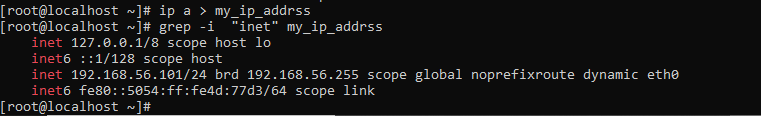 [root@localhost ~]# ip a > my_ip_addrss
[root@localhost ~]# grep -i  "inet" my_ip_addrss
    inet 127.0.0.1/8 scope host lo
    inet6 ::1/128 scope host
    inet 192.168.56.101/24 brd 192.168.56.255 scope global noprefixroute dynamic eth0
    inet6 fe80::5054:ff:fe4d:77d3/64 scope link
[root@localhost ~]#